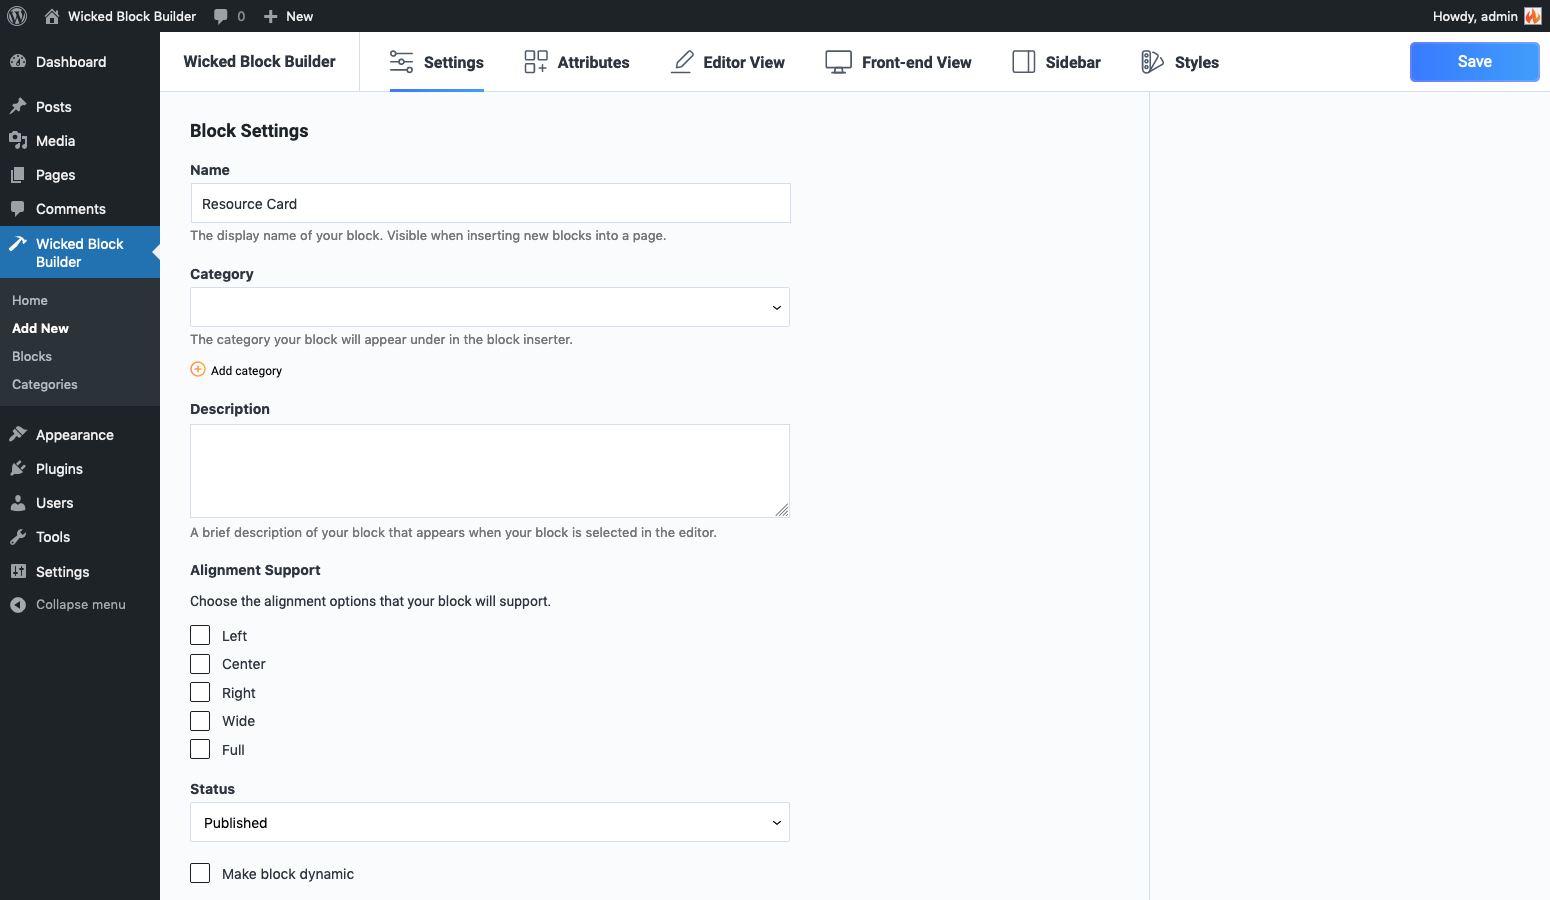 Wicked Block Builder 0 New Howdy, admin
Dashboard
Posts
Media
Pages
Comments
Wicked Block
Builder
Home
Add New
Blocks
Categories
Appearance
Plugins
Users
Tools
Settings
Collapse menu
Wicked Block Builder Settings Attributes Editor View Front-end View Sidebar Styles Save
Block Settings
Name
Resource Card
The display name of your block. Visible when inserting new blocks into a page.
Category
The category your block will appear under in the block inserter.
Add category
Description
A brief description of your block that appears when your block is selected in the editor.
Alignment Support
Choose the alignment options that your block will support.
Left
Center
Right
Wide
Full
Status
Published
Make block dynamic